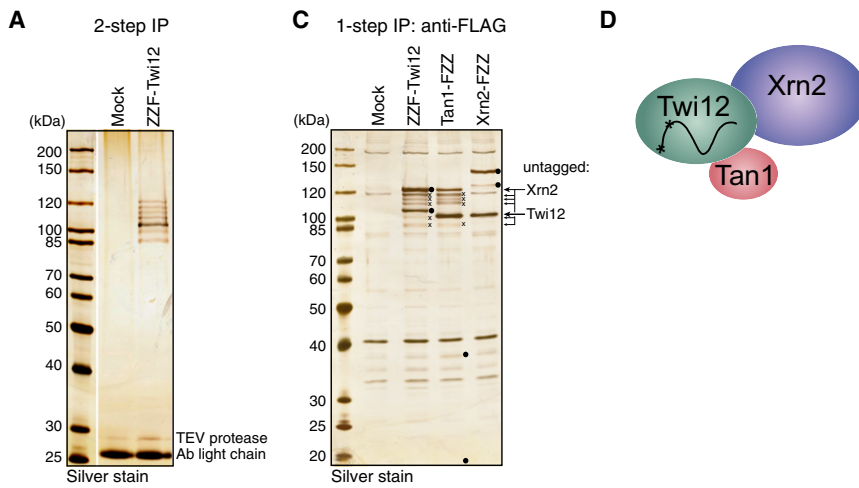 A
2-step IP
Mock
ZZF-Twi12
(kDa)
200
150
120
100
85
70
60
50
40
30
25
TEV protease
Ab light chain
Silver stain
C
1-step IP: anti-FLAG
Mock
ZZF-Twi12
Tan1-FZZ
Xrn2-FZZ
(kDa)
200
150
120
100
85
70
60
50
40
30
25
20
untagged:
Xrn2
Twi12
x
x
x
x
x
x
x
x
x
x
Silver stain
D
Twi12
Xrn2
Tan1